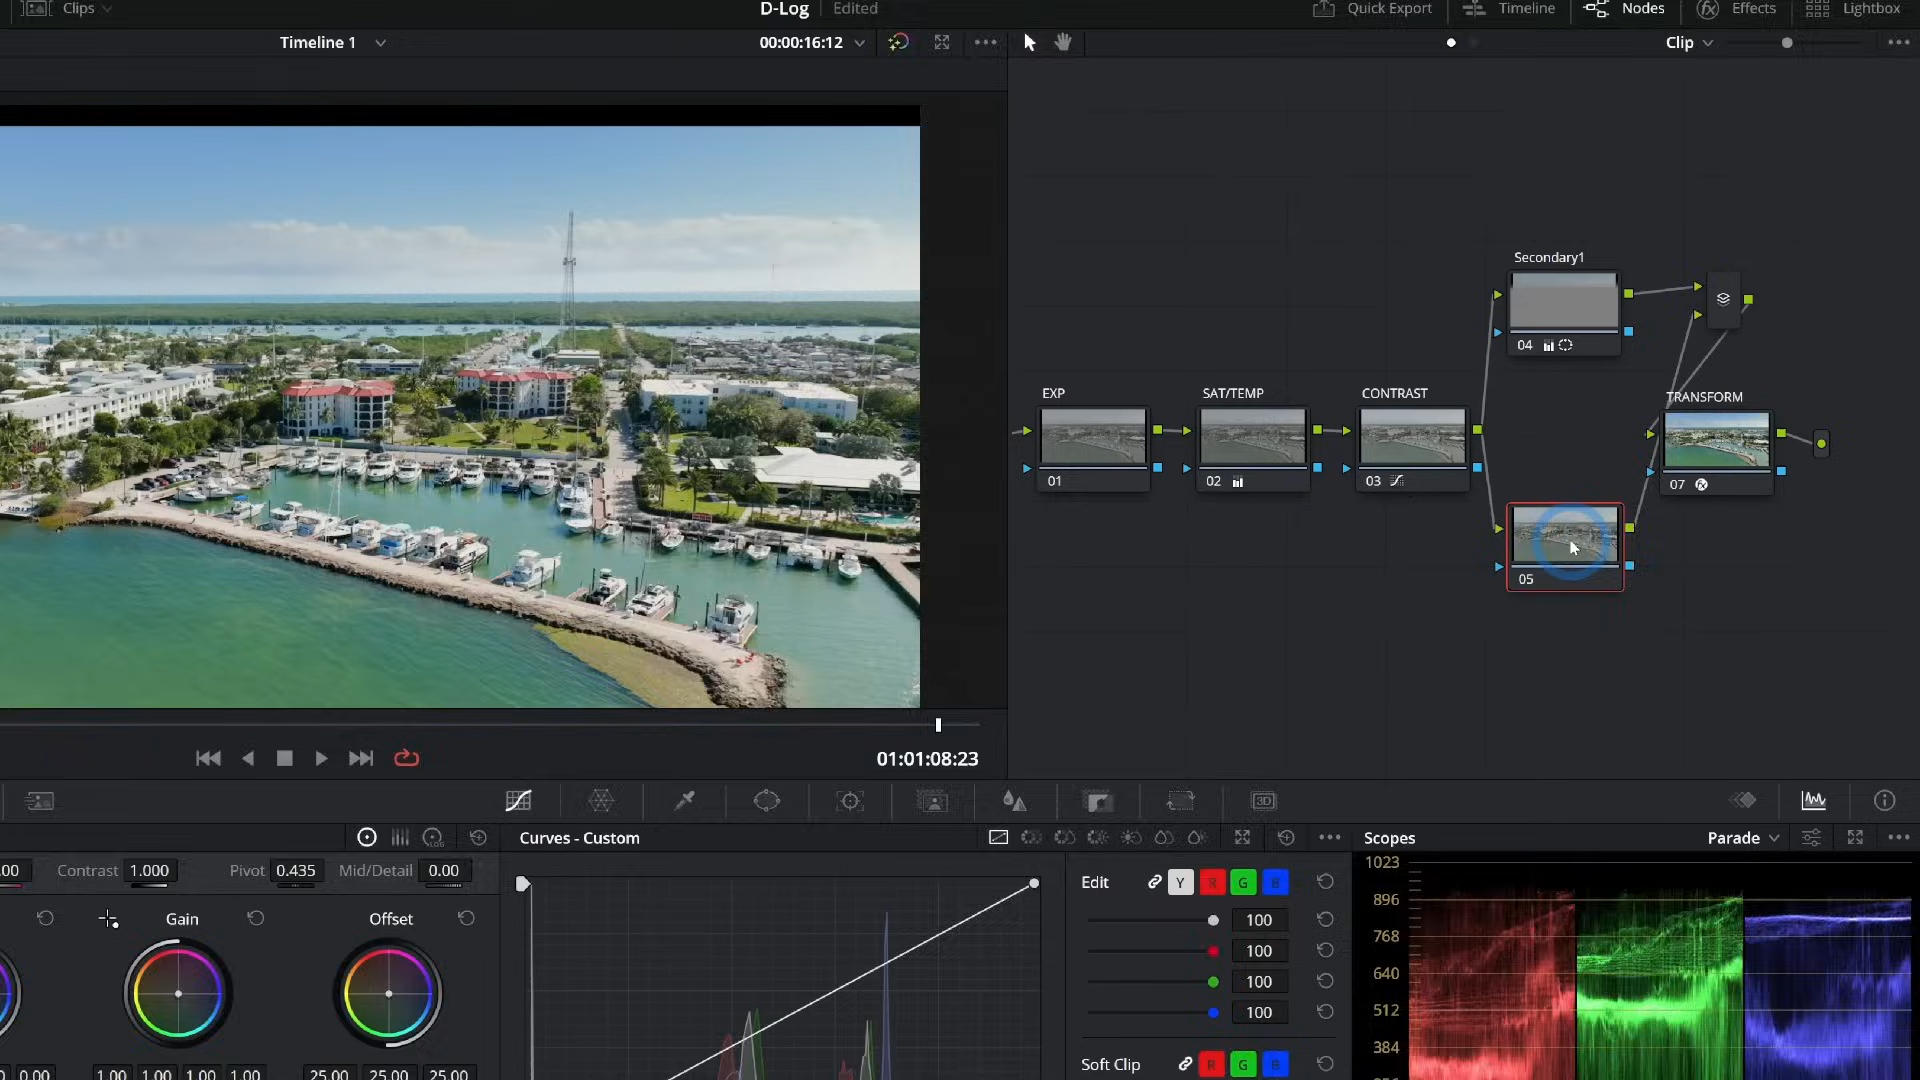 Clips
D-Log
Edited
Quick Export
Timeline
Nodes
Effects
Lightbox
Timeline 1
00:00:16:12
Clip
Secondary1
04
EXP
SAT/TEMP
CONTRAST
TRANSFORM
01
02
03
07
05
01:01:08:23
3D
Curves - Custom
Scopes
Parade
.00
Contrast 1.000
Pivot 0.435
Mid/Detail 0.00
Gain
Offset
0.00
1.00 1.00 1.00 1.00
25.00 25.00 25.00
Edit
Y R G B
100
100
100
100
Soft Clip
R G B
1023
896
768
640
512
384